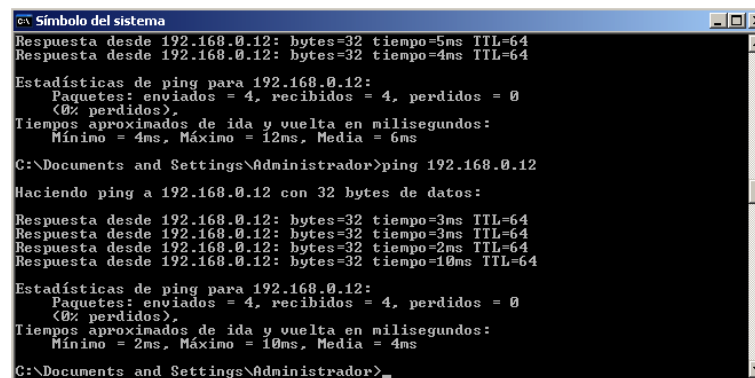 Símbolo del sistema
Respuesta desde 192.168.0.12: bytes=32 tiempo=5ms TTL=64
Respuesta desde 192.168.0.12: bytes=32 tiempo=4ms TTL=64
Estadísticas de ping para 192.168.0.12:
Paquetes: enviados = 4, recibidos = 4, perdidos = 0
(0% perdidos),
Tiempos aproximados de ida y vuelta en milisegundos:
Mínimo = 4ms, Máximo = 12ms, Media = 6ms
C:\Documents and Settings\Administrador>ping 192.168.0.12
Haciendo ping a 192.168.0.12 con 32 bytes de datos:
Respuesta desde 192.168.0.12: bytes=32 tiempo=3ms TTL=64
Respuesta desde 192.168.0.12: bytes=32 tiempo=3ms TTL=64
Respuesta desde 192.168.0.12: bytes=32 tiempo=2ms TTL=64
Respuesta desde 192.168.0.12: bytes=32 tiempo=10ms TTL=64
Estadísticas de ping para 192.168.0.12:
Paquetes: enviados = 4, recibidos = 4, perdidos = 0
(0% perdidos),
Tiempos aproximados de ida y vuelta en milisegundos:
Mínimo = 2ms, Máximo = 10ms, Media = 4ms
C:\Documents and Settings\Administrador>_